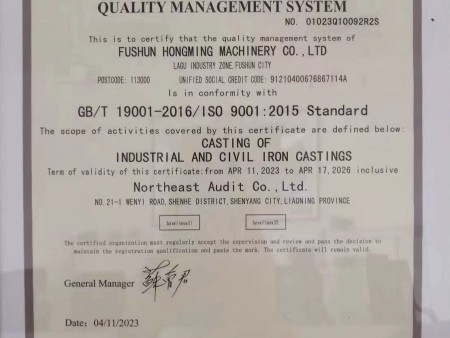 QUALITY MANAGEMENT SYSTEM
NO. 01023Q10092R2S
This is to certify that the quality management system of
FUSHUN HONGMING MACHINERY CO.,LTD
LAGU INDUSTRY ZONE,FUSHUN CITY
POSTCODE: 113000 UNIFIED SOCIAL CREDIT CODE: 91210400676867114A
Is in conformity with
GB/T 19001-2016/ISO 9001:2015 Standard
The scope of activities covered by this certificate are defined below:
CASTING OF
INDUSTRIAL AND CIVIL IRON CASTINGS
Term of validity of this certificate:from APR 11,2023 to APR 17,2026 inclusive
Northeast Audit Co.,Ltd.
NO.21-1 WENYI ROAD,SHENHE DISTRICT,SHENYANG CITY,LIAONING PROVINCE
The certified organization must regularly accept the supervision and review and pass the decision to
maintain the registration qualification and paste the mark. The certificate will remain valid.
General Manager
Date: 04/11/2023